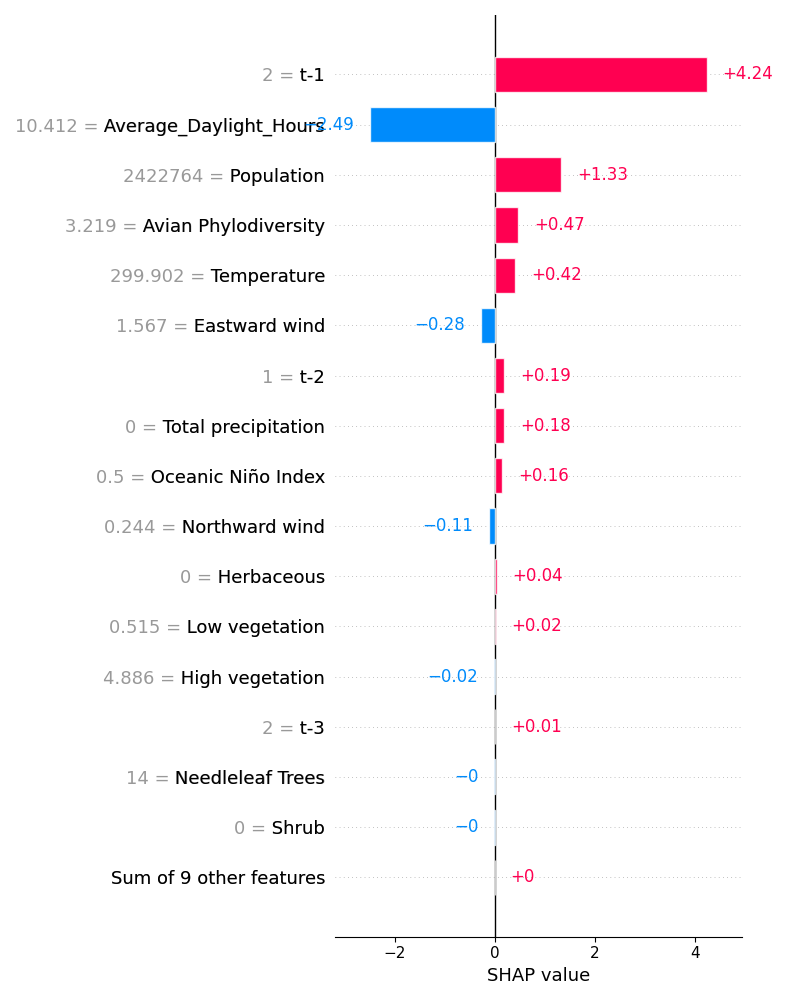 2 = t-1 +4.24
10.412 = Average_Daylight_Hours −2.49
2422764 = Population +1.33
3.219 = Avian Phylodiversity +0.47
299.902 = Temperature +0.42
1.567 = Eastward wind −0.28
1 = t-2 +0.19
0 = Total precipitation +0.18
0.5 = Oceanic Niño Index +0.16
0.244 = Northward wind −0.11
0 = Herbaceous +0.04
0.515 = Low vegetation +0.02
4.886 = High vegetation −0.02
2 = t-3 +0.01
14 = Needleleaf Trees −0
0 = Shrub −0
Sum of 9 other features +0
−2 0 2 4
SHAP value